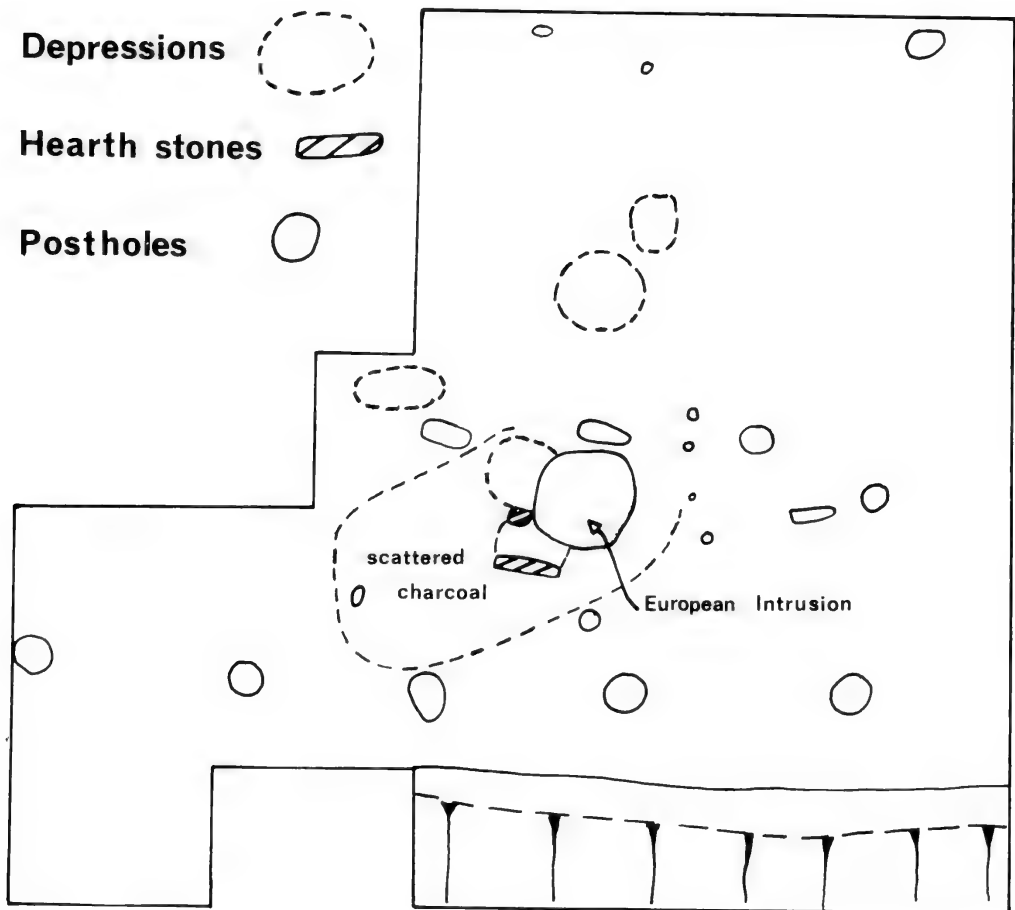 Depressions
Hearth stones
Postholes
scattered
charcoal
European Intrusion